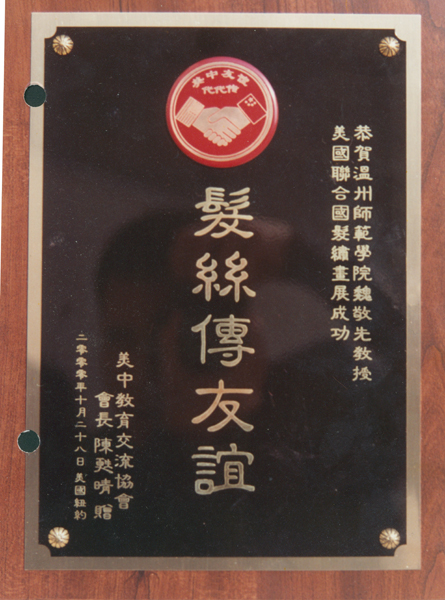 美中友誼
代代傳
恭賀溫州師範學院魏敬先教授
美國聯合國髮繡畫展成功
髮絲傳友誼
美中教育交流協會
會長 陳 晴 贈
二零零零年十月二十八日 美國紐約